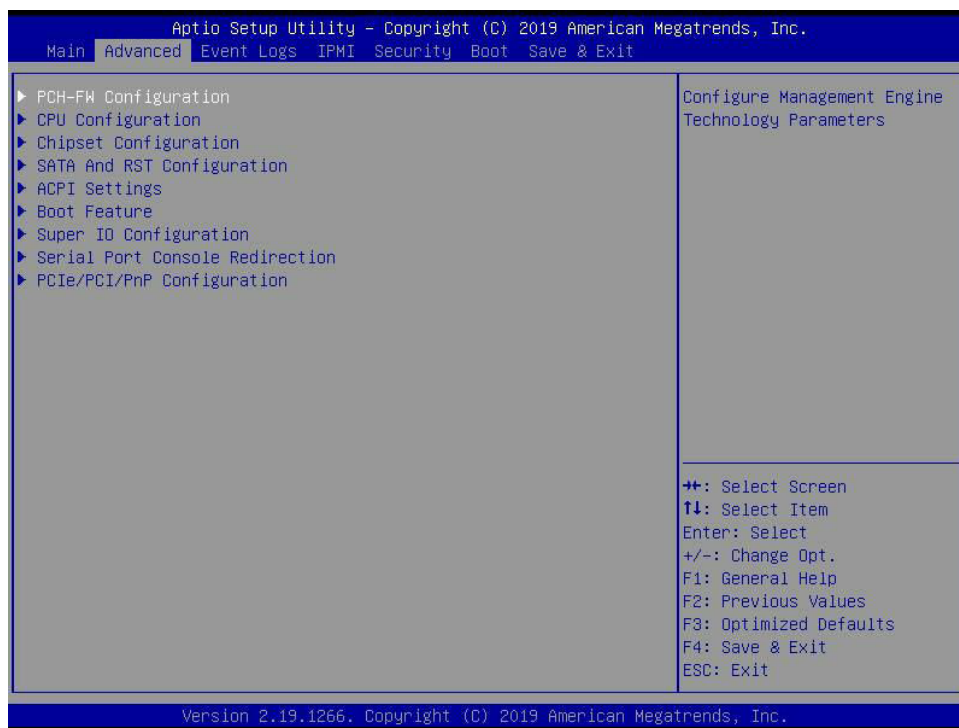 Aptio Setup Utility – Copyright (C) 2019 American Megatrends, Inc.
Main Advanced Event Logs IPMI Security Boot Save & Exit
▶ PCH-FW Configuration
▶ CPU Configuration
▶ Chipset Configuration
▶ SATA And RST Configuration
▶ ACPI Settings
▶ Boot Feature
▶ Super IO Configuration
▶ Serial Port Console Redirection
▶ PCIe/PCI/PnP Configuration
Configure Management Engine
Technology Parameters
→←: Select Screen
↑↓: Select Item
Enter: Select
+/-: Change Opt.
F1: General Help
F2: Previous Values
F3: Optimized Defaults
F4: Save & Exit
ESC: Exit
Version 2.19.1266. Copyright (C) 2019 American Megatrends, Inc.